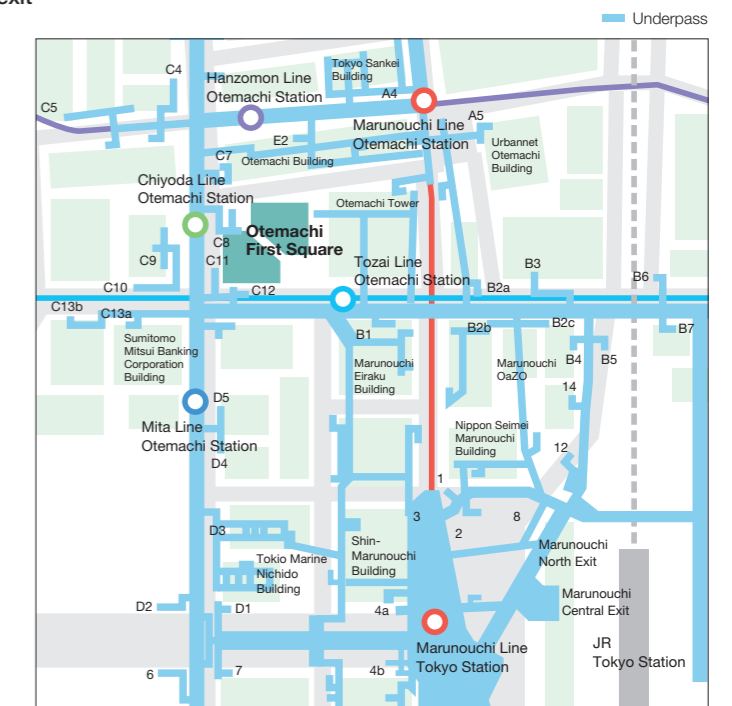 Exit
Underpass
C4
Tokyo Sankei
Building
Hanzomon Line
Otemachi Station
A4
C5
Marunouchi Line
Otemachi Station
A5
E2
Urbannet
Otemachi
Building
C7
Otemachi Building
Chiyoda Line
Otemachi Station
Otemachi Tower
Otemachi
First Square
C8
C9
C11
Tozai Line
Otemachi Station
B3
B6
C10
C12
B2a
C13b
C13a
B1
B2b
B2c
B7
Sumitomo
Mitsui Banking
Corporation
Building
Marunouchi
Eiraku
Building
Marunouchi
OaZO
B4
B5
14
D5
Mita Line
Otemachi Station
Nippon Seimei
Marunouchi
Building
12
D4
1
3
2
8
D3
Shin-
Marunouchi
Building
Marunouchi
North Exit
Tokio Marine
Nichido
Building
Marunouchi
Central Exit
D2
D1
4a
JR
Tokyo Station
Marunouchi Line
Tokyo Station
6
7
4b